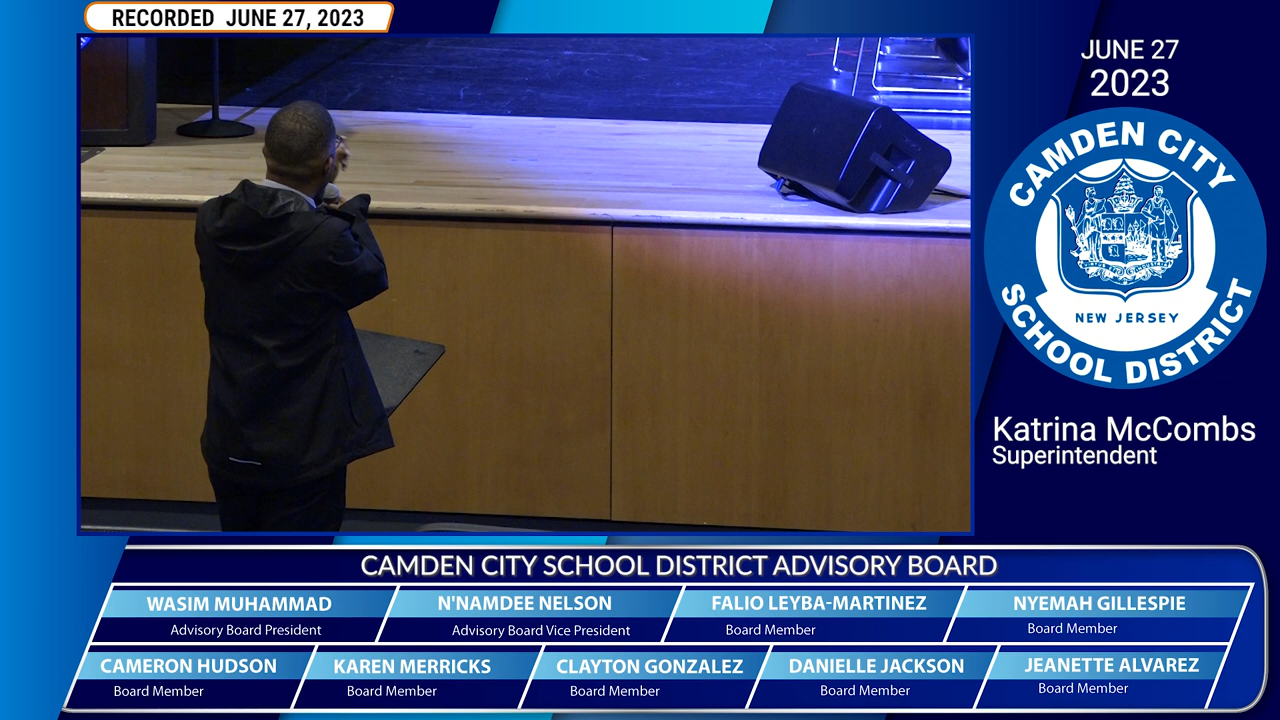 RECORDED JUNE 27, 2023
JUNE 27
2023
CAMDEN CITY
NEW JERSEY
SCHOOL DISTRICT
Katrina McCombs
Superintendent
CAMDEN CITY SCHOOL DISTRICT ADVISORY BOARD
WASIM MUHAMMAD
Advisory Board President
N'NAMDEE NELSON
Advisory Board Vice President
FALIO LEYBA-MARTINEZ
Board Member
NYEMAH GILLESPIE
Board Member
CAMERON HUDSON
Board Member
KAREN MERRICKS
Board Member
CLAYTON GONZALEZ
Board Member
DANIELLE JACKSON
Board Member
JEANETTE ALVAREZ
Board Member